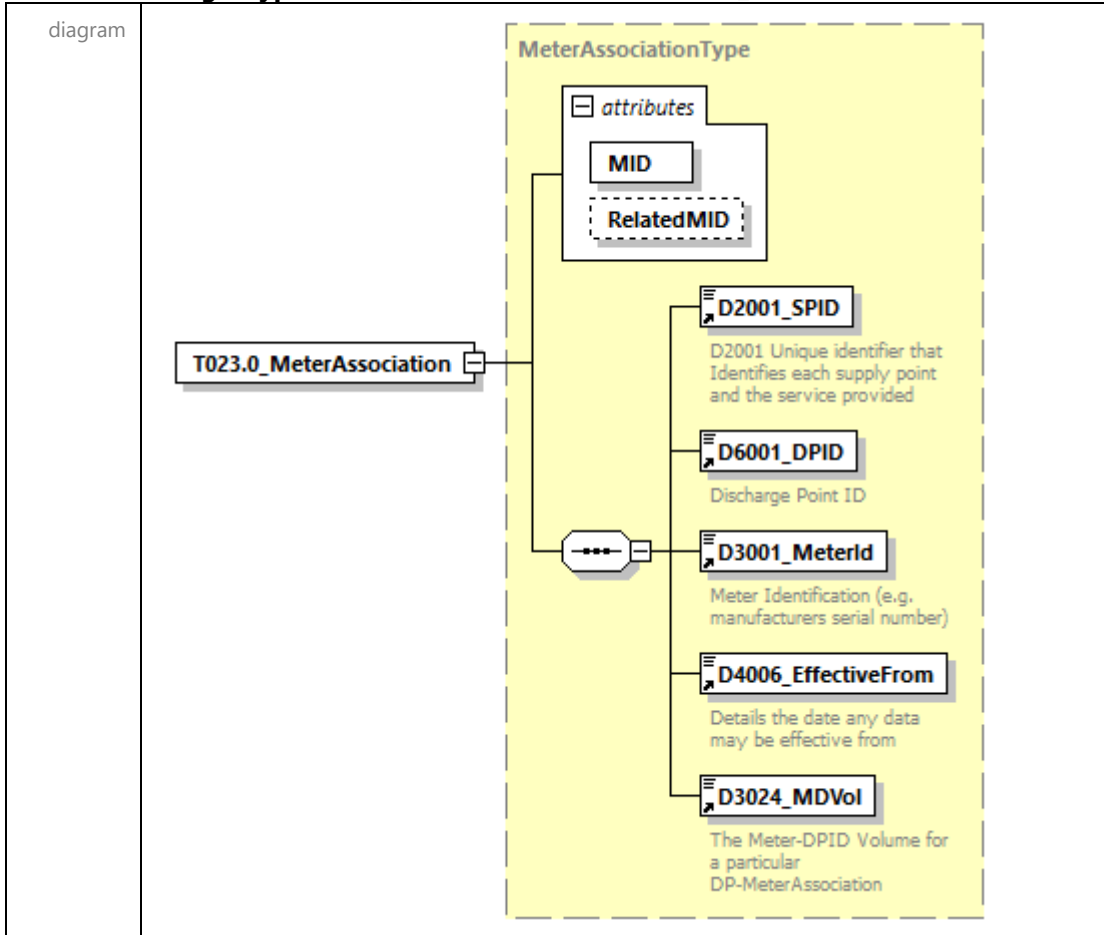 diagram
MeterAssociationType
attributes
MID
RelatedMID
T023.0_MeterAssociation
D2001_SPID
D2001 Unique identifier that
Identifies each supply point
and the service provided
D6001_DPID
Discharge Point ID
D3001_MeterId
Meter Identification (e.g.
manufacturers serial number)
D4006_EffectiveFrom
Details the date any data
may be effective from
D3024_MDVol
The Meter-DPID Volume for
a particular
DP-MeterAssociation